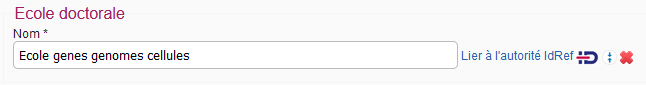 Ecole doctorale
Nom *
Ecole genes genomes cellules Lier à l'autorité IdRef